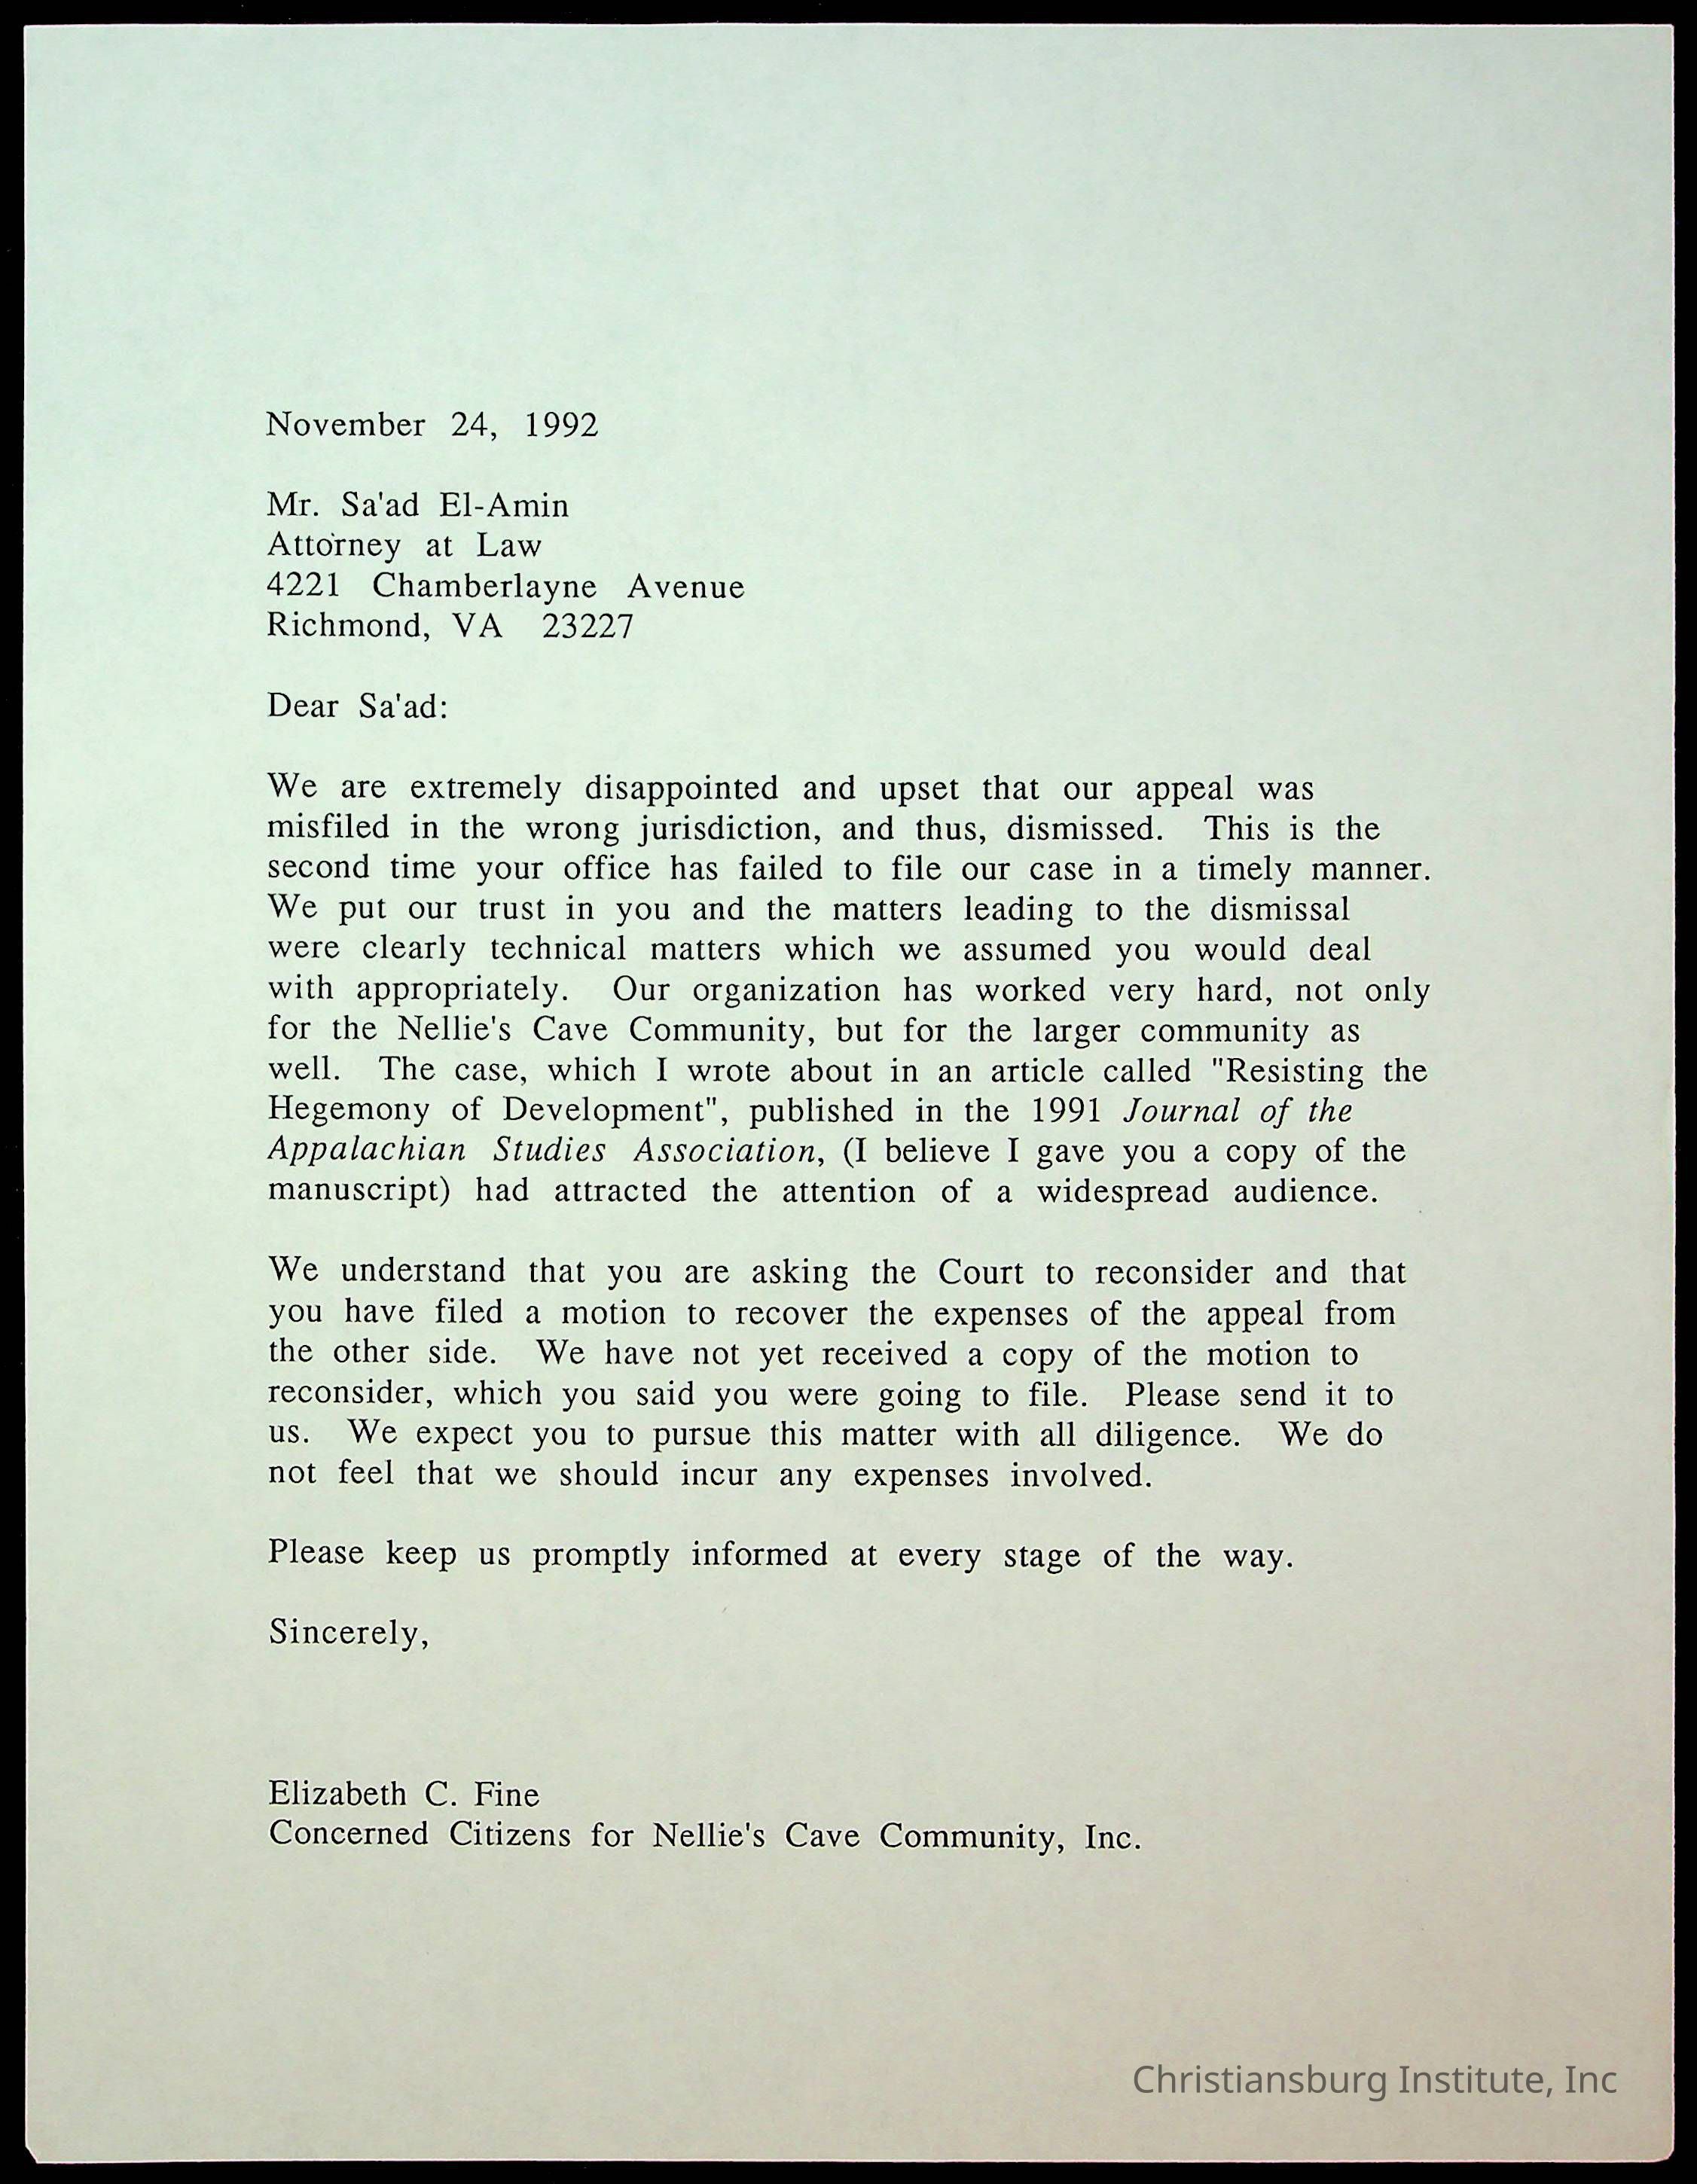 November 24, 1992
Mr. Sa'ad El-Amin
Attorney at Law
4221 Chamberlayne Avenue
Richmond, VA 23227
Dear Sa'ad:
We are extremely disappointed and upset that our appeal was
misfiled in the wrong jurisdiction, and thus, dismissed. This is the
second time your office has failed to file our case in a timely manner.
We put our trust in you and the matters leading to the dismissal
were clearly technical matters which we assumed you would deal
with appropriately. Our organization has worked very hard, not only
for the Nellie's Cave Community, but for the larger community as
well. The case, which I wrote about in an article called "Resisting the
Hegemony of Development", published in the 1991 Journal of the
Appalachian Studies Association, (I believe I gave you a copy of the
manuscript) had attracted the attention of a widespread audience.
We understand that you are asking the Court to reconsider and that
you have filed a motion to recover the expenses of the appeal from
the other side. We have not yet received a copy of the motion to
reconsider, which you said you were going to file. Please send it to
us. We expect you to pursue this matter with all diligence. We do
not feel that we should incur any expenses involved.
Please keep us promptly informed at every stage of the way.
Sincerely,
Elizabeth C. Fine
Concerned Citizens for Nellie's Cave Community, Inc.
Christiansburg Institute, Inc